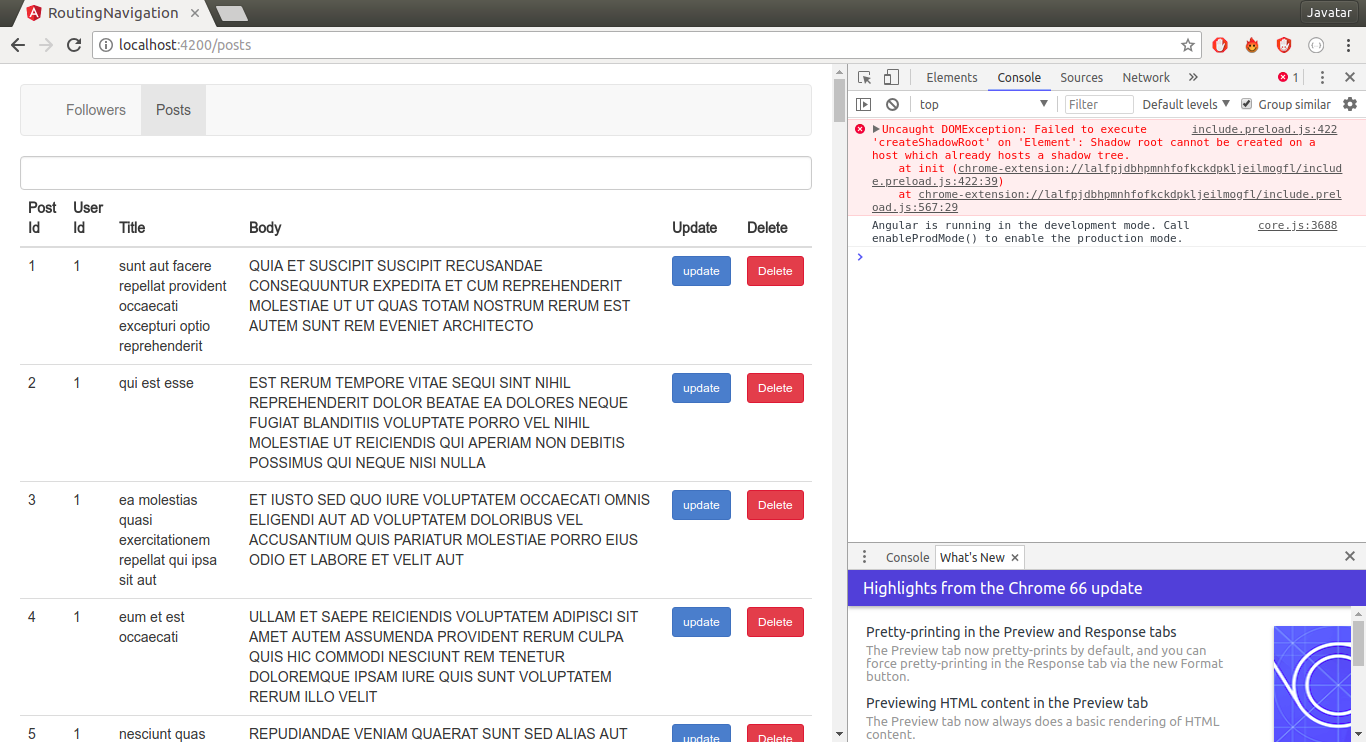 RoutingNavigation
Javatar
localhost:4200/posts
Followers
Posts
Post Id
User Id
Title
Body
Update
Delete
1
1
sunt aut facere
repellat provident
occaecati
excepturi optio
reprehenderit
QUIA ET SUSCIPIT SUSCIPIT RECUSANDAE
CONSEQUUNTUR EXPEDITA ET CUM REPREHENDERIT
MOLESTIAE UT UT QUAS TOTAM NOSTRUM RERUM EST
AUTEM SUNT REM EVENIET ARCHITECTO
update
Delete
2
1
qui est esse
EST RERUM TEMPORE VITAE SEQUI SINT NIHIL
REPREHENDERIT DOLOR BEATAE EA DOLORES NEQUE
FUGIAT BLANDITIIS VOLUPTATE PORRO VEL NIHIL
MOLESTIAE UT REICIENDIS QUI APERIAM NON DEBITIS
POSSIMUS QUI NEQUE NISI NULLA
update
Delete
3
1
ea molestias
quasi
exercitationem
repellat qui ipsa
sit aut
ET IUSTO SED QUO IURE VOLUPTATEM OCCAECATI OMNIS
ELIGENDI AUT AD VOLUPTATEM DOLORIBUS VEL
ACCUSANTIUM QUIS PARIATUR MOLESTIAE PORRO EIUS
ODIO ET LABORE ET VELIT AUT
update
Delete
4
1
eum et est
occaecati
ULLAM ET SAEPE REICIENDIS VOLUPTATEM ADIPISCI SIT
AMET AUTEM ASSUMENDA PROVIDENT RERUM CULPA
QUIS HIC COMMODI NESCIUNT REM TENETUR
DOLOREMQUE IPSAM IURE QUIS SUNT VOLUPTATEM
RERUM ILLO VELIT
update
Delete
5
1
nesciunt quas
REPUDIANDAE VENIAM QUAERAT SUNT SED ALIAS AUT
update
Delete
Elements
Console
Sources
Network
1
top
Filter
Default levels
Group similar
Uncaught DOMException: Failed to execute
include.preload.js:422
'createShadowRoot' on 'Element': Shadow root cannot be created on a
host which already hosts a shadow tree.
at init (chrome-extension://lalfpjdbhpmnhfofkckdpkljeilmogfl/includ
e.preload.js:422:39)
at chrome-extension://lalfpjdbhpmnhfofkckdpkljeilmogfl/include.prel
oad.js:567:29
Angular is running in the development mode. Call
core.js:3688
enableProdMode() to enable the production mode.
Console
What's New
Highlights from the Chrome 66 update
Pretty-printing in the Preview and Response tabs
The Preview tab now pretty-prints by default, and you can
force pretty-printing in the Response tab via the new Format
button.
Previewing HTML content in the Preview tab
The Preview tab now always does a basic rendering of HTML
content.